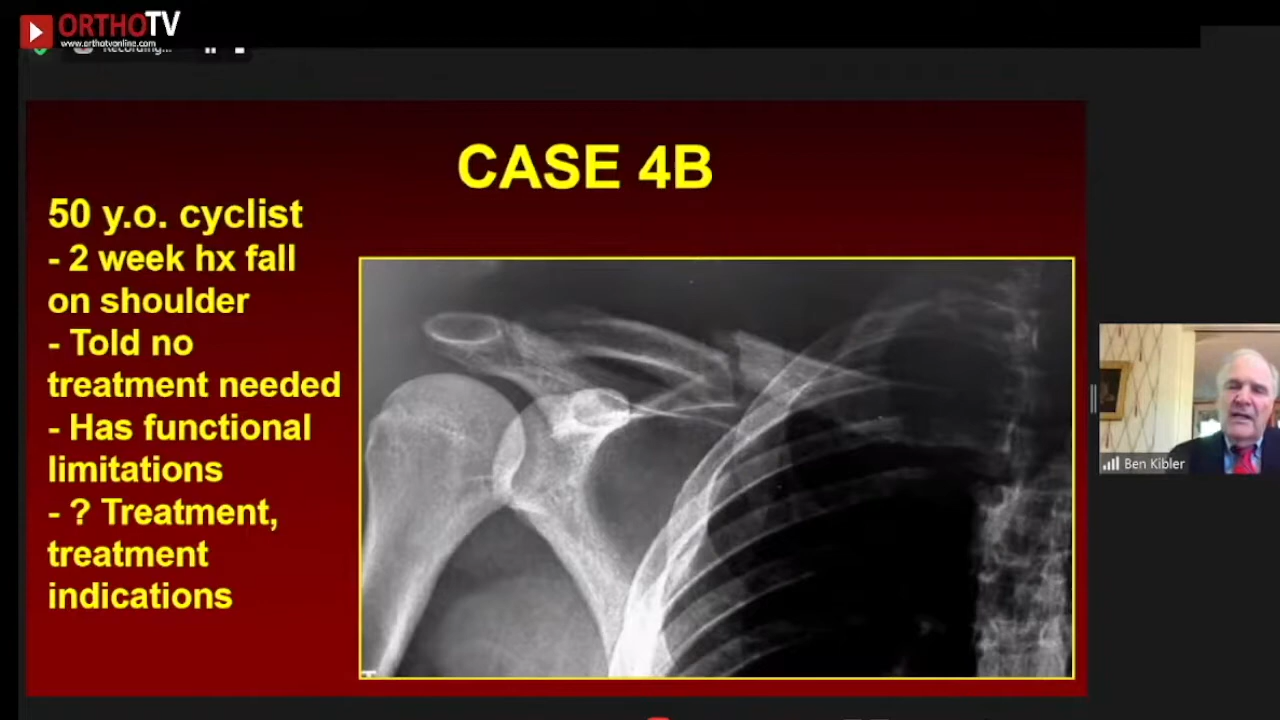 ORTHOTV
www.orthotvonline.com
Recording...
CASE 4B
50 y.o. cyclist
- 2 week hx fall
on shoulder
- Told no
treatment needed
- Has functional
limitations
- ? Treatment,
treatment
indications
Ben Kibler